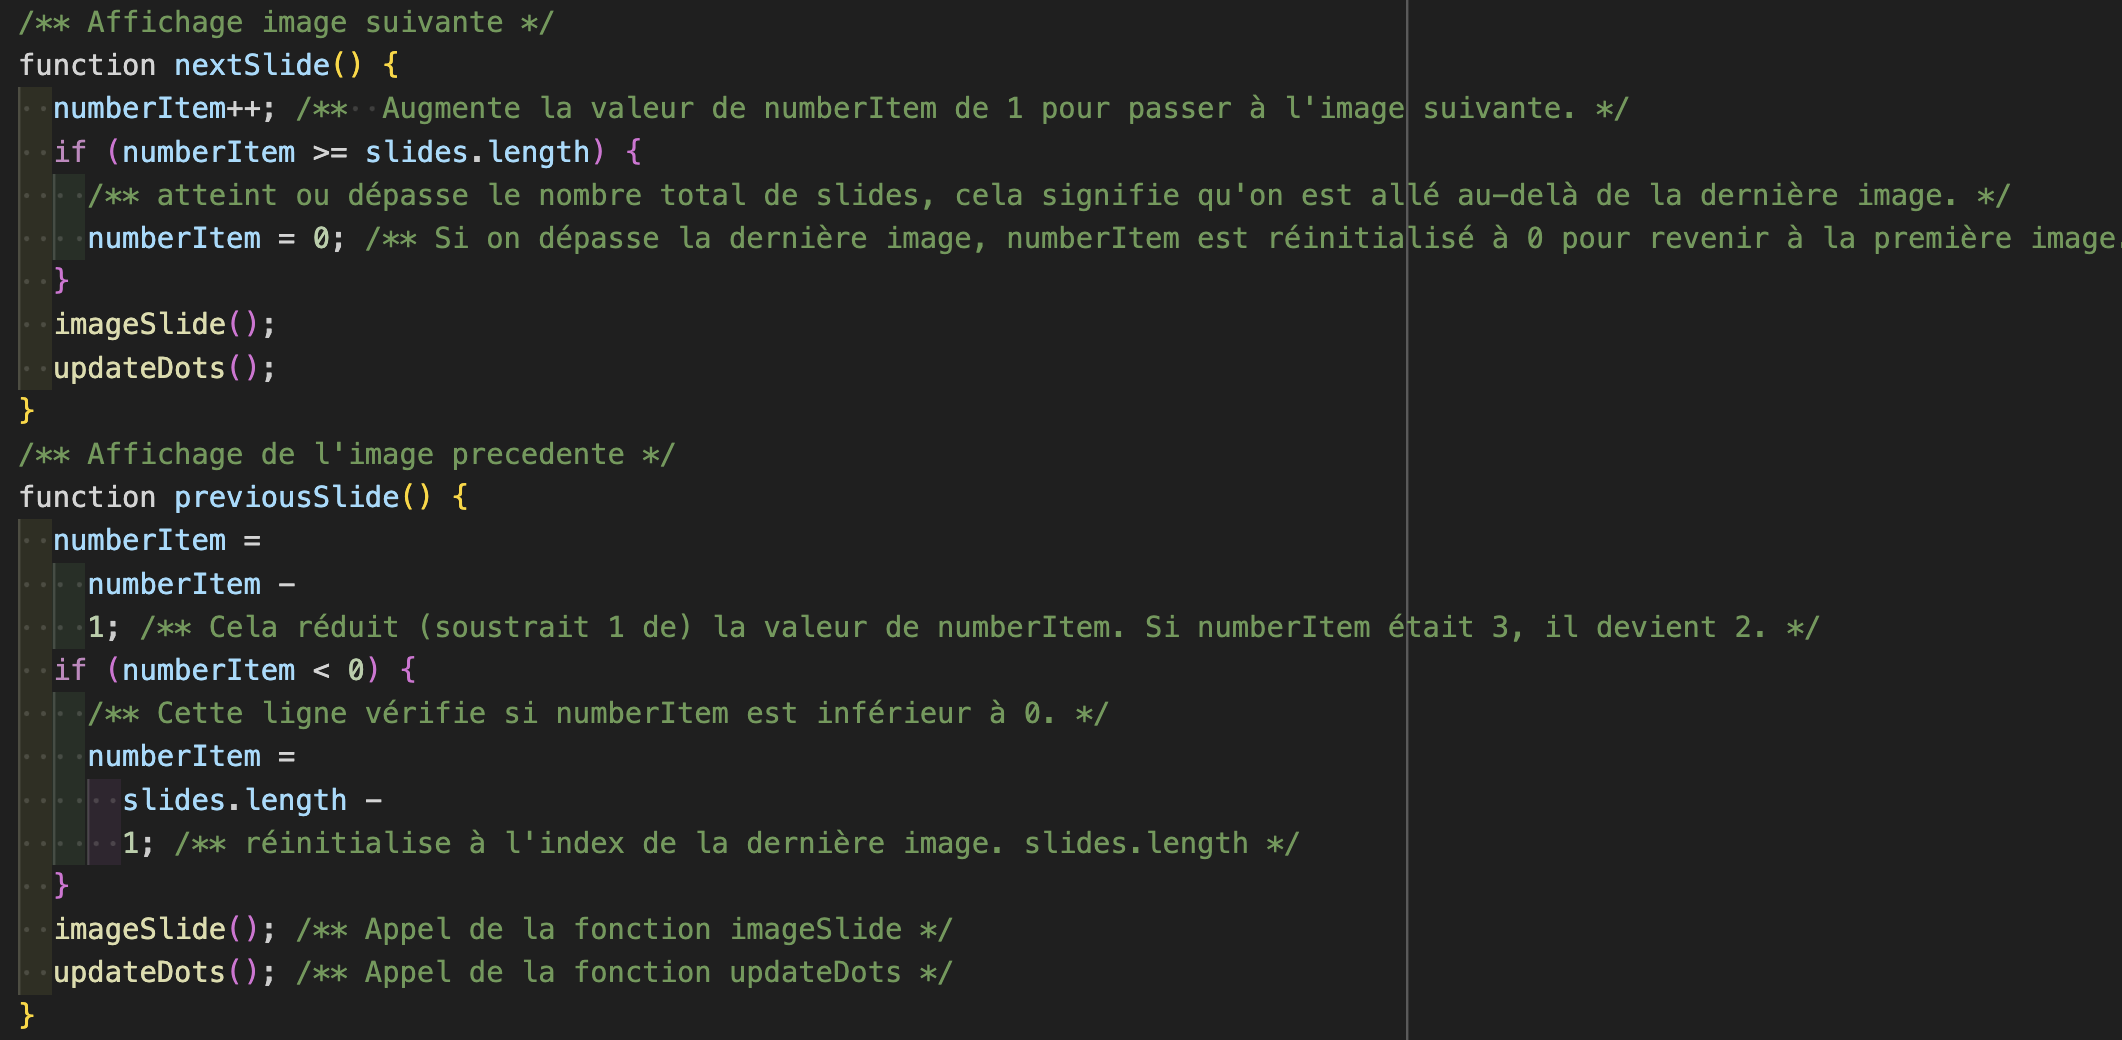 /** Affichage image suivante */
function nextSlide() {
  numberItem++; /**  Augmente la valeur de numberItem de 1 pour passer à l'image suivante. */
  if (numberItem >= slides.length) {
    /** atteint ou dépasse le nombre total de slides, cela signifie qu'on est allé au-delà de la dernière image. */
    numberItem = 0; /** Si on dépasse la dernière image, numberItem est réinitialisé à 0 pour revenir à la première image.
  }
  imageSlide();
  updateDots();
}
/** Affichage de l'image precedente */
function previousSlide() {
  numberItem =
    numberItem -
    1; /** Cela réduit (soustrait 1 de) la valeur de numberItem. Si numberItem était 3, il devient 2. */
  if (numberItem < 0) {
    /** Cette ligne vérifie si numberItem est inférieur à 0. */
    numberItem =
      slides.length -
      1; /** réinitialise à l'index de la dernière image. slides.length */
  }
  imageSlide(); /** Appel de la fonction imageSlide */
  updateDots(); /** Appel de la fonction updateDots */
}